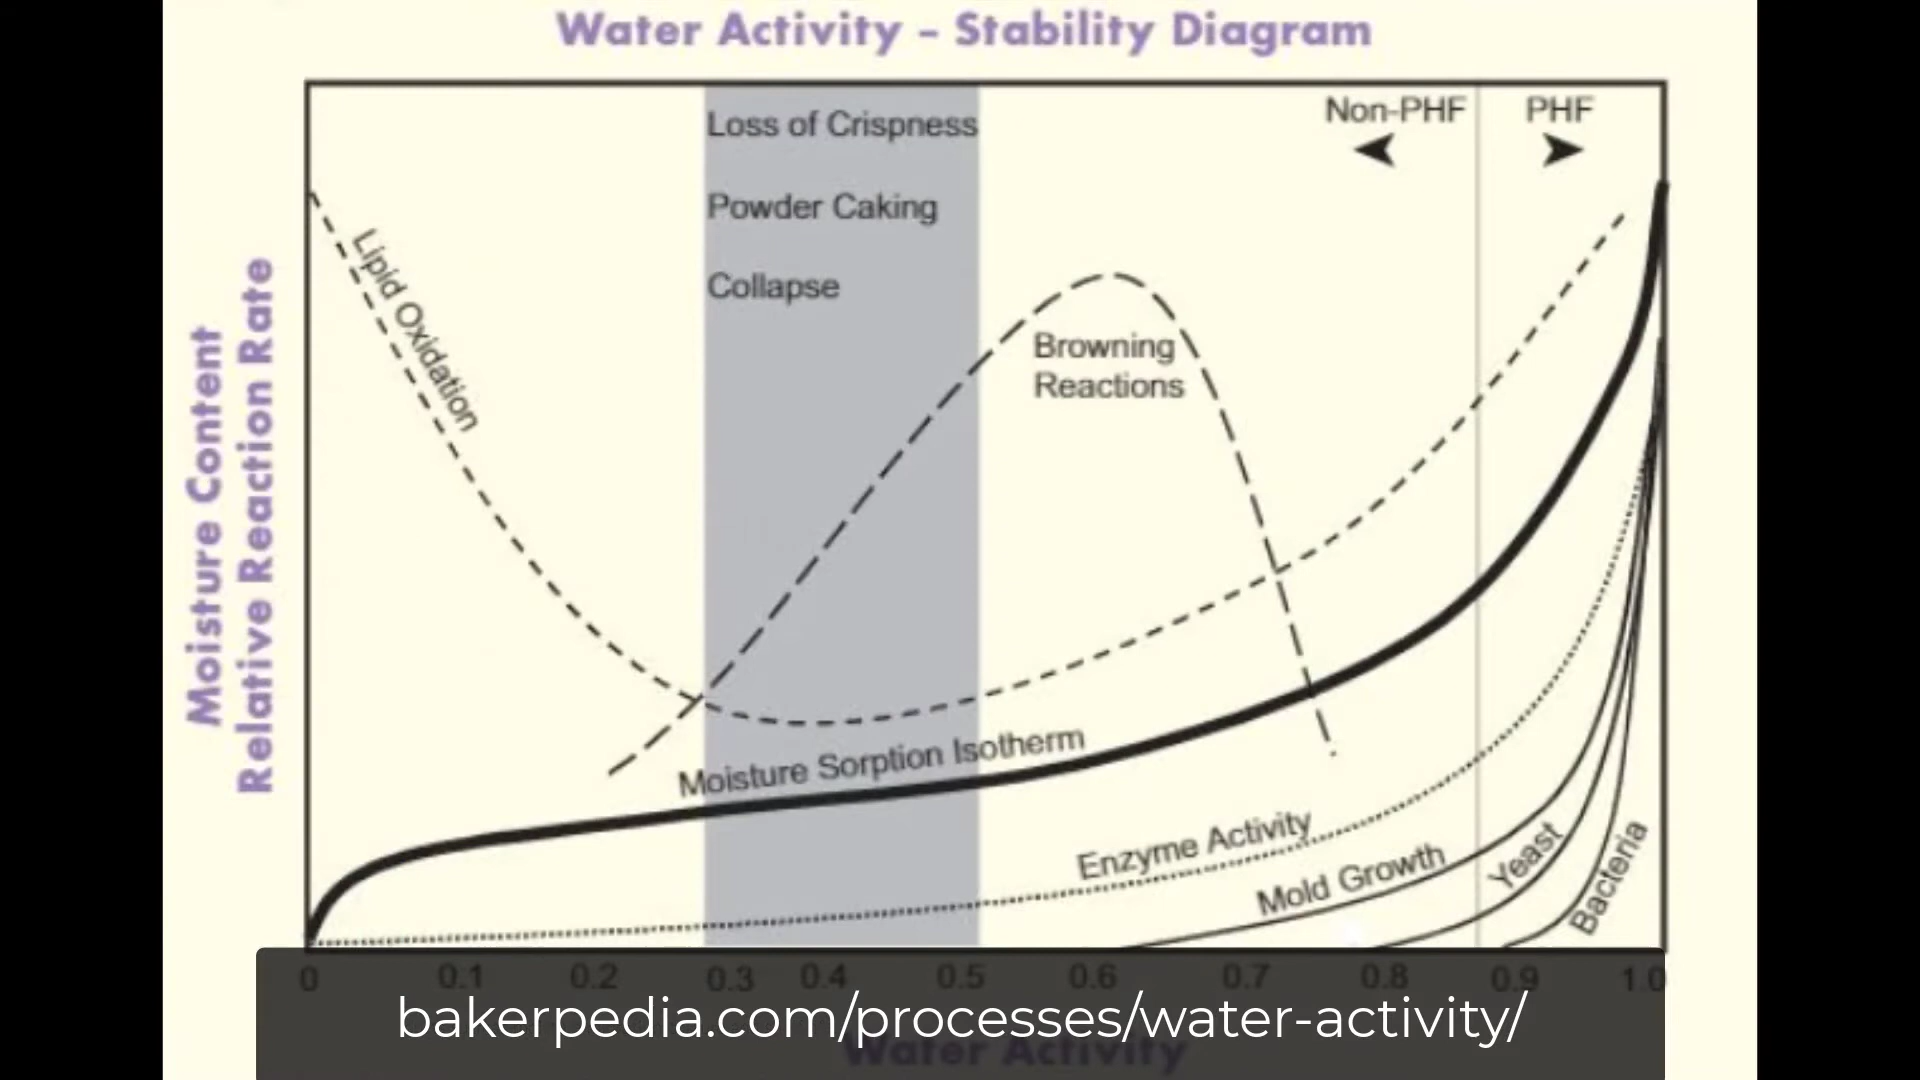 Water Activity – Stability Diagram
Loss of Crispness
Powder Caking
Collapse
Non-PHF
PHF
Lipid Oxidation
Browning
Reactions
Moisture Content
Relative Reaction Rate
Moisture Sorption Isotherm
Enzyme Activity
Mold Growth
Yeast
Bacteria
0 0.1 0.2 0.3 0.4 0.5 0.6 0.7 0.8 0.9 1.0
bakerpedia.com/processes/water-activity/
Water Activity